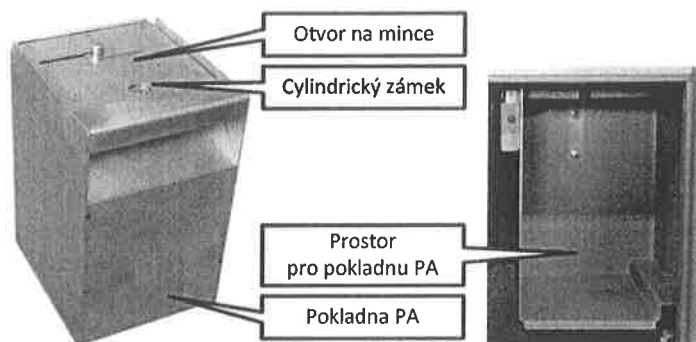 Otvor na mince
Cylindrický zámek
Prostor
pro pokladnu PA
Pokladna PA